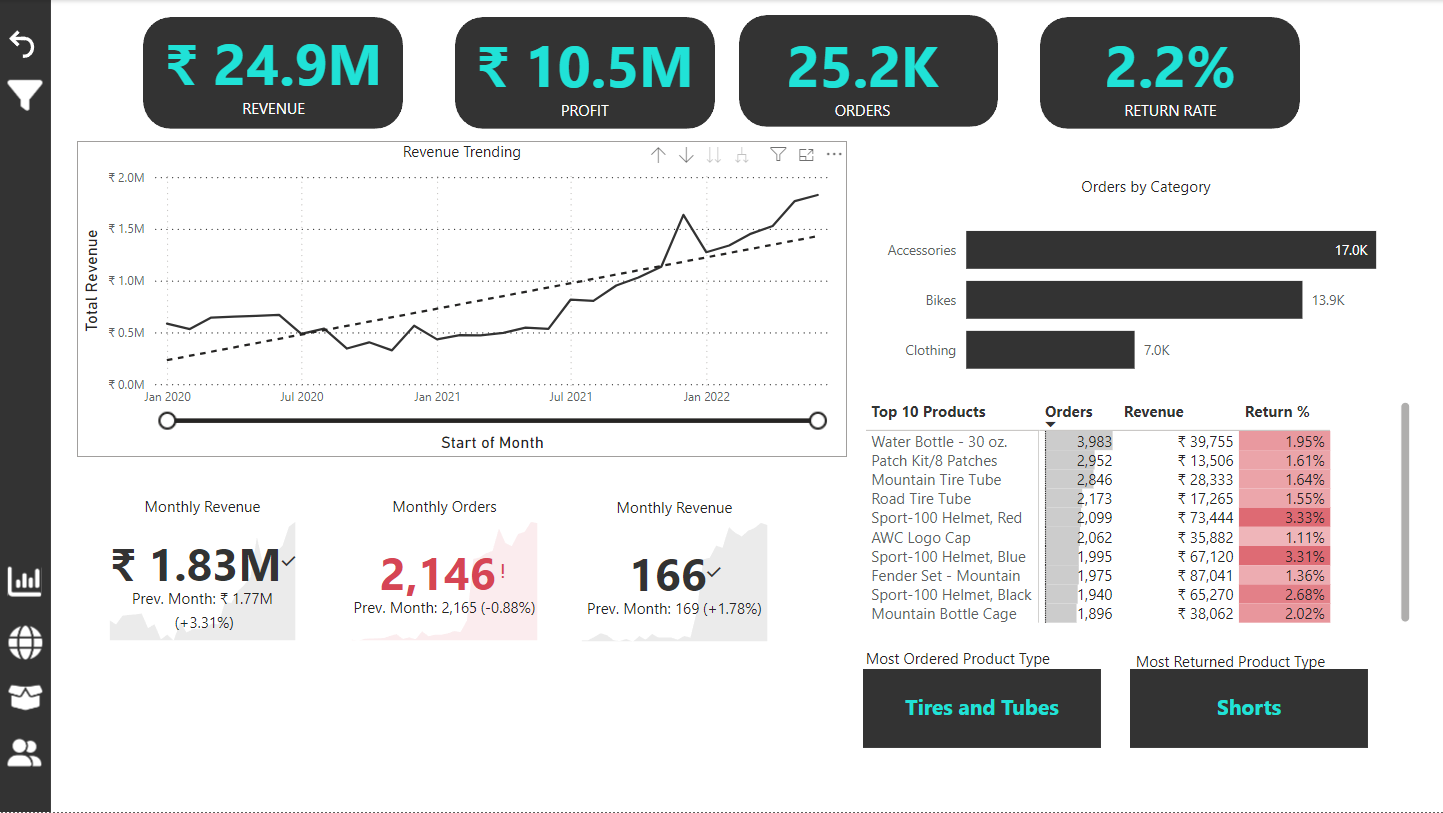 ₹ 24.9M
REVENUE
₹ 10.5M
PROFIT
25.2K
ORDERS
2.2%
RETURN RATE
Revenue Trending
Total Revenue
₹ 2.0M
₹ 1.5M
₹ 1.0M
₹ 0.5M
₹ 0.0M
Jan 2020 Jul 2020 Jan 2021 Jul 2021 Jan 2022
Start of Month
Orders by Category
Accessories 17.0K
Bikes 13.9K
Clothing 7.0K
Top 10 Products Orders Revenue Return %
Water Bottle - 30 oz. 3,983 ₹ 39,755 1.95%
Patch Kit/8 Patches 2,952 ₹ 13,506 1.61%
Mountain Tire Tube 2,846 ₹ 28,333 1.64%
Road Tire Tube 2,173 ₹ 17,265 1.55%
Sport-100 Helmet, Red 2,099 ₹ 73,444 3.33%
AWC Logo Cap 2,062 ₹ 35,882 1.11%
Sport-100 Helmet, Blue 1,995 ₹ 67,120 3.31%
Fender Set - Mountain 1,975 ₹ 87,041 1.36%
Sport-100 Helmet, Black 1,940 ₹ 65,270 2.68%
Mountain Bottle Cage 1,896 ₹ 38,062 2.02%
Monthly Revenue
₹ 1.83M
Prev. Month: ₹ 1.77M
(+3.31%)
Monthly Orders
2,146!
Prev. Month: 2,165 (-0.88%)
Monthly Revenue
166
Prev. Month: 169 (+1.78%)
Most Ordered Product Type
Tires and Tubes
Most Returned Product Type
Shorts